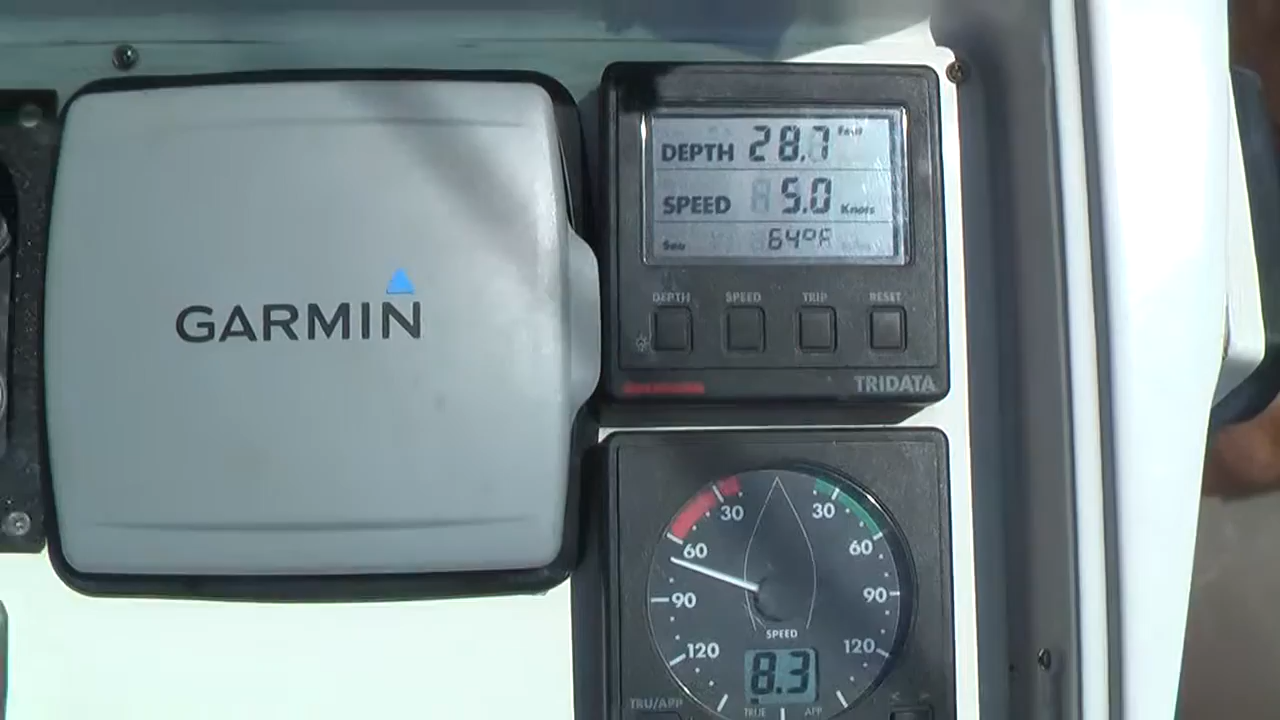 GARMIN
DEPTH 28.7 Feet
SPEED 5.0 Knots
Sea 64°F
DEPTH SPEED TRIP RESET
TRIDATA
30 30
60 60
90 90
120 120
SPEED
8.3
TRU/APP TRUE APP < >